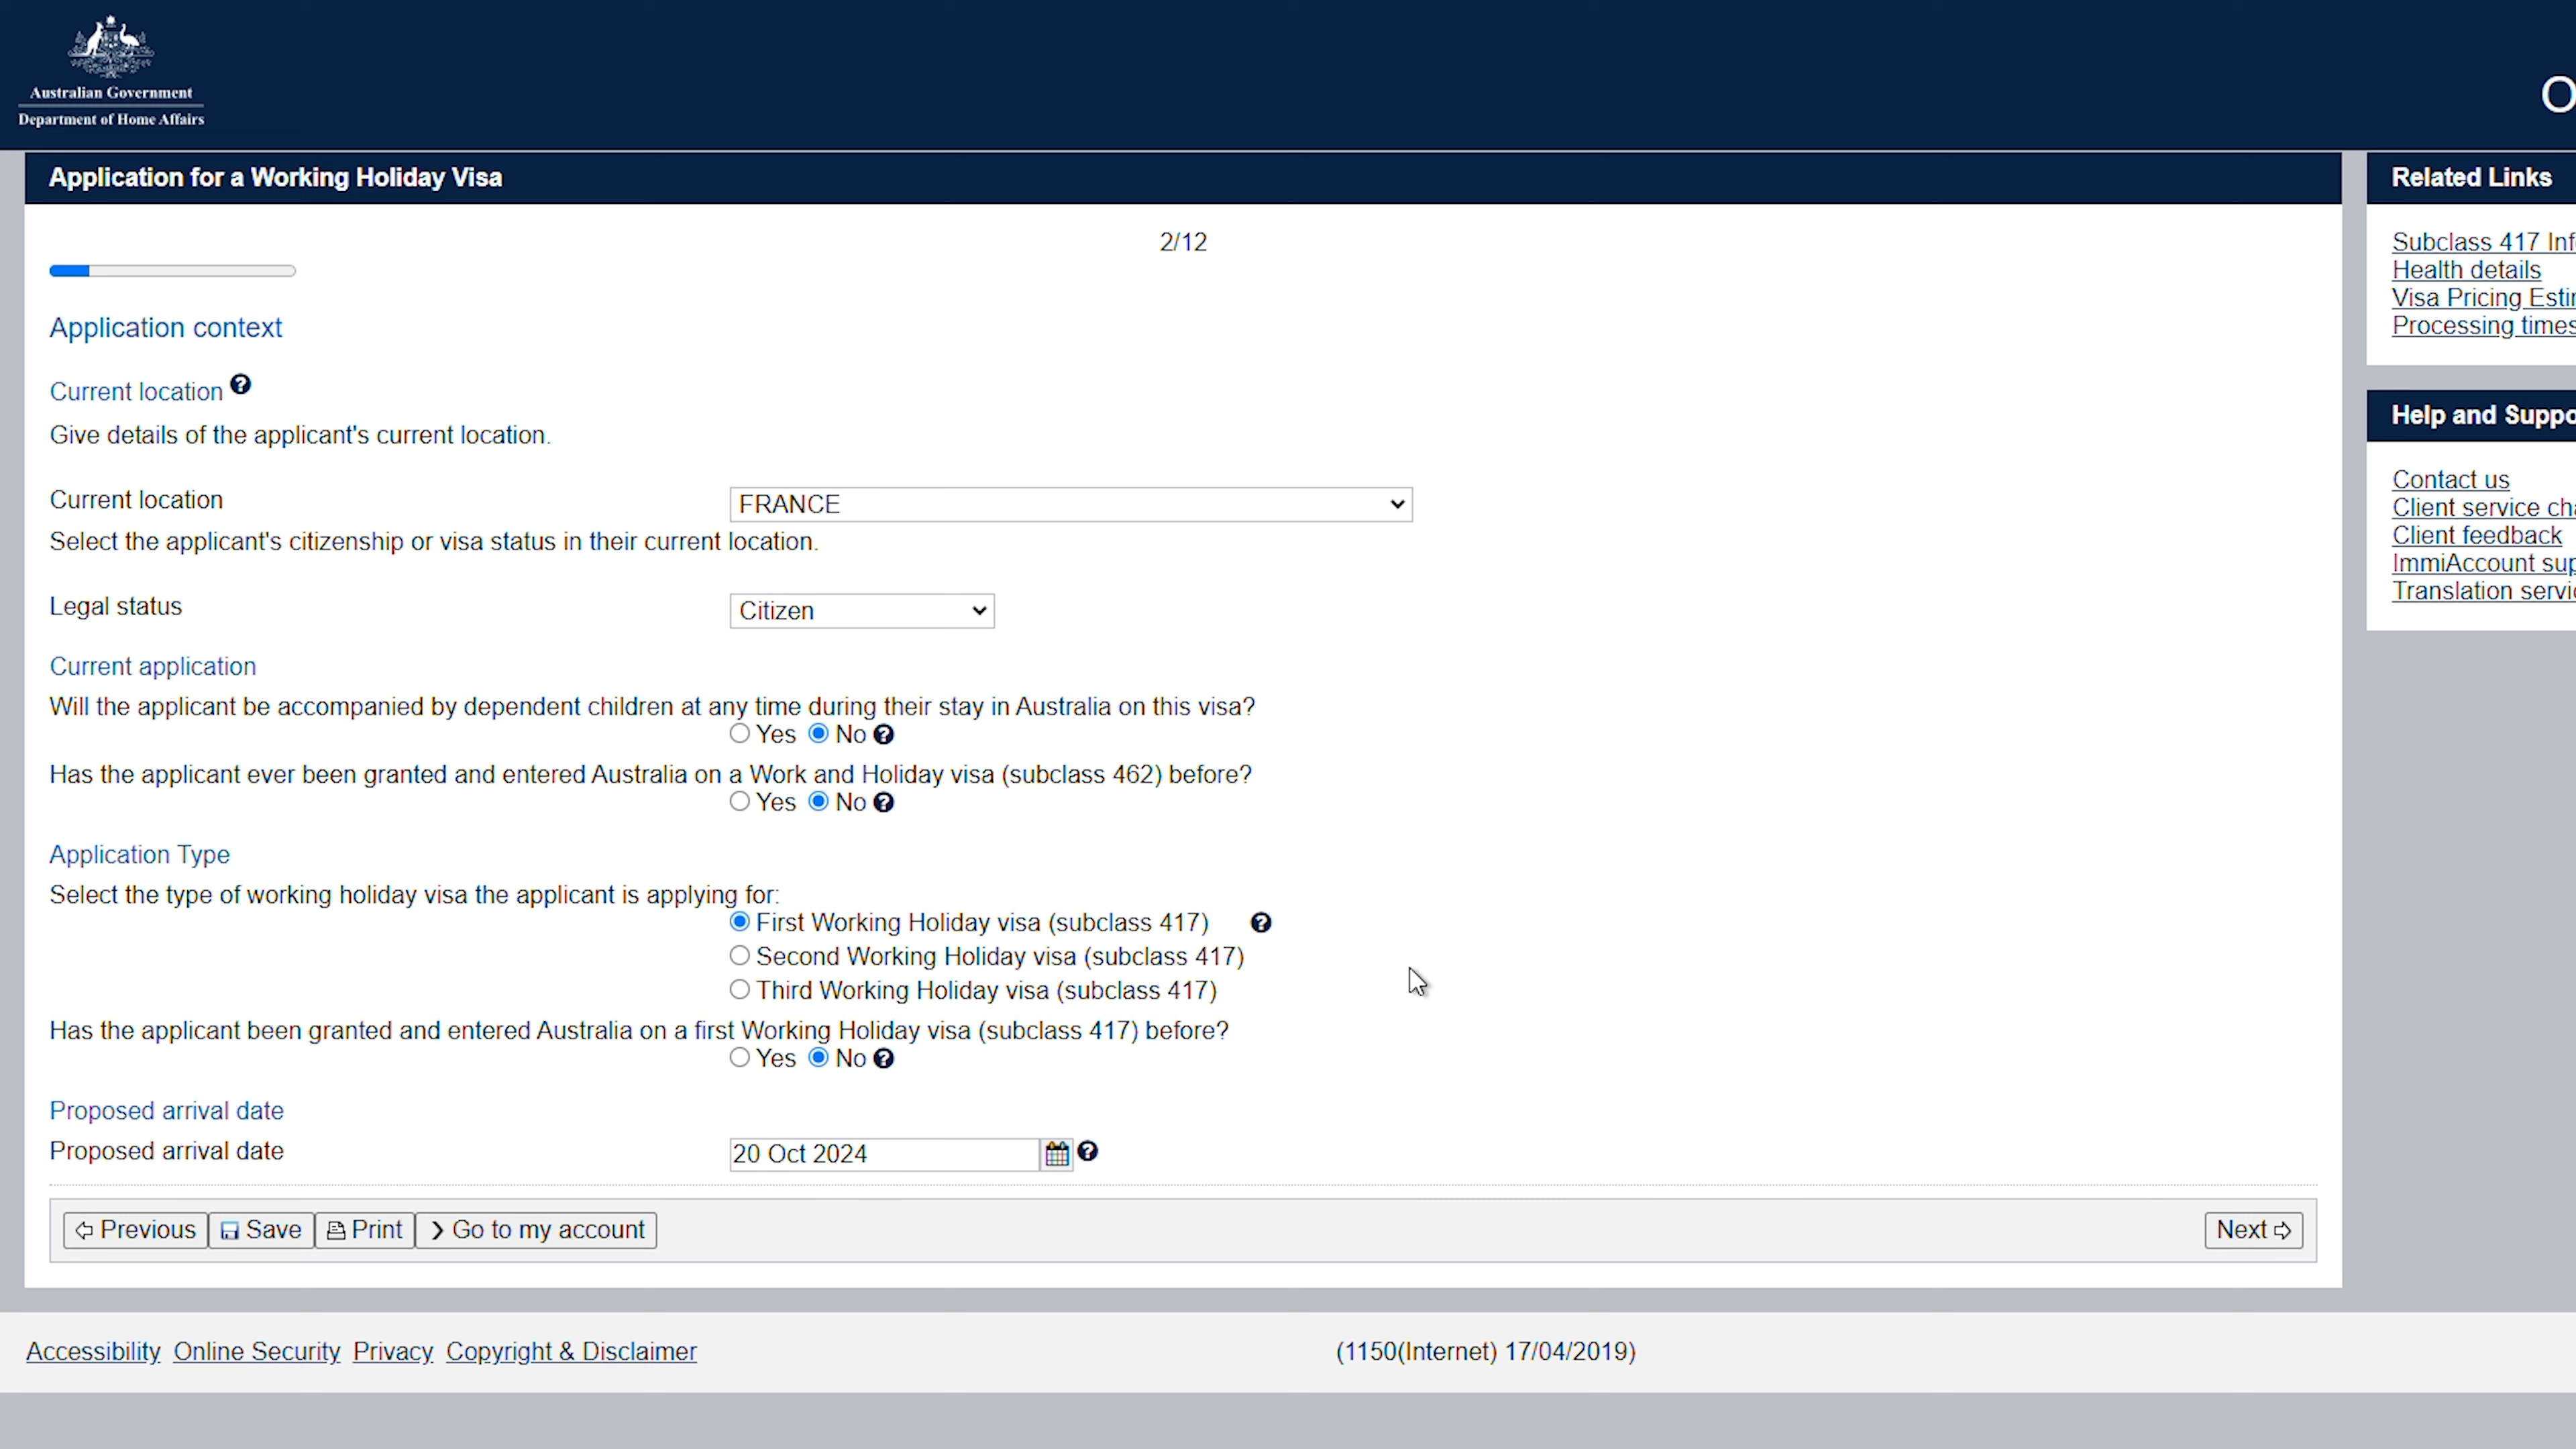 Australian Government
Department of Home Affairs
O
Application for a Working Holiday Visa
2/12
Application context
Current location
Give details of the applicant's current location.
Current location
FRANCE
Select the applicant's citizenship or visa status in their current location.
Legal status
Citizen
Current application
Will the applicant be accompanied by dependent children at any time during their stay in Australia on this visa?
Yes No
Has the applicant ever been granted and entered Australia on a Work and Holiday visa (subclass 462) before?
Yes No
Application Type
Select the type of working holiday visa the applicant is applying for:
First Working Holiday visa (subclass 417)
Second Working Holiday visa (subclass 417)
Third Working Holiday visa (subclass 417)
Has the applicant been granted and entered Australia on a first Working Holiday visa (subclass 417) before?
Yes No
Proposed arrival date
Proposed arrival date
20 Oct 2024
Previous Save Print Go to my account
Next
Related Links
Subclass 417 Inf
Health details
Visa Pricing Esti
Processing times
Help and Suppo
Contact us
Client service cha
Client feedback
ImmiAccount sup
Translation servi
Accessibility Online Security Privacy Copyright & Disclaimer
(1150(Internet) 17/04/2019)